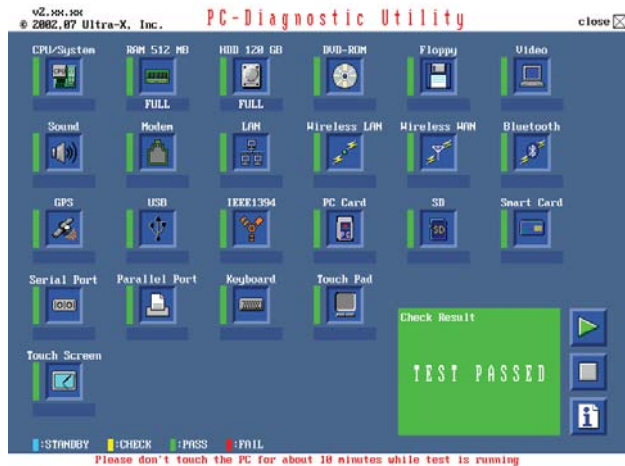 v2.xx.xx
© 2002,07 Ultra-X, Inc.
PC-Diagnostic Utility
close
CPU/System
RAM 512 MB
HDD 120 GB
DVD-ROM
Floppy
Video
FULL
FULL
Sound
Modem
LAN
Wireless LAN
Wireless WAN
Bluetooth
GPS
USB
IEEE1394
PC Card
SD
Smart Card
SD
Serial Port
Parallel Port
Keyboard
Touch Pad
Check Result
TEST PASSED
Touch Screen
:STANDBY
:CHECK
:PASS
:FAIL
Please don't touch the PC for about 10 minutes while test is running